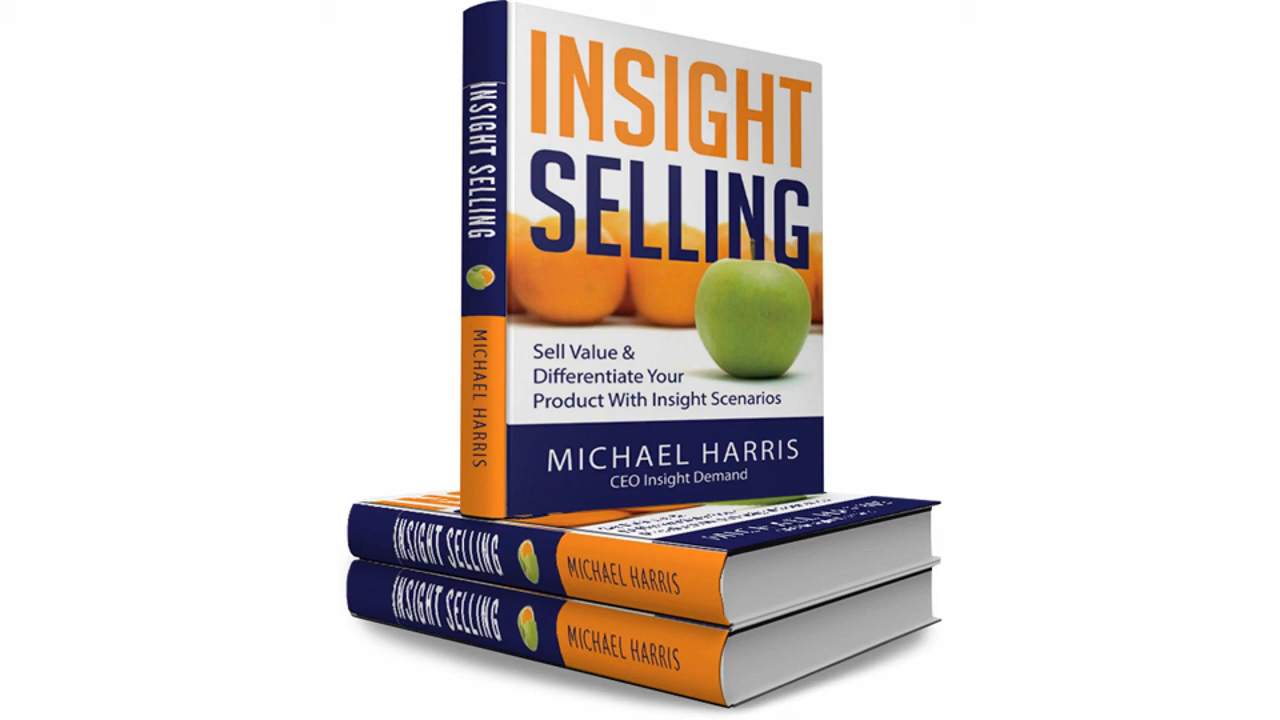 INSIGHT
SELLING
Sell Value &
Differentiate Your
Product With Insight Scenarios
MICHAEL HARRIS
CEO Insight Demand
INSIGHT SELLING
MICHAEL HARRIS
INSIGHT SELLING
MICHAEL HARRIS
INSIGHT SELLING
MICHAEL HARRIS